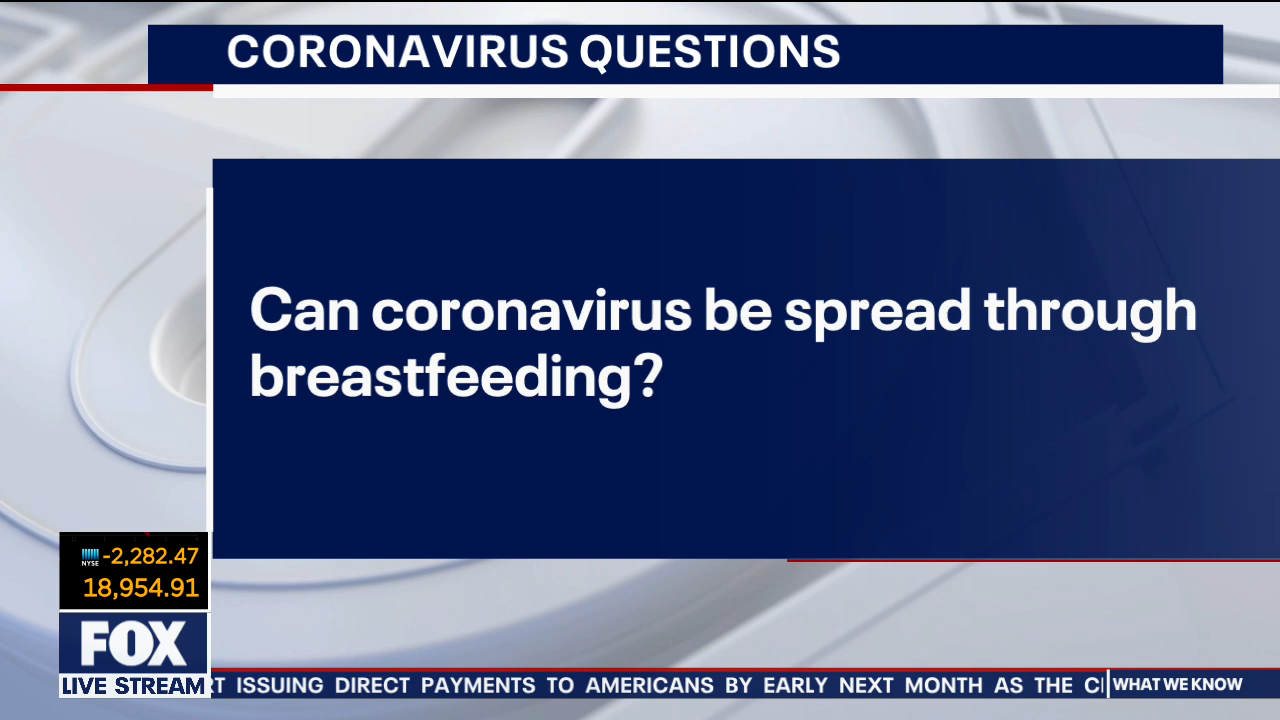 CORONAVIRUS QUESTIONS
Can coronavirus be spread through
breastfeeding?
NYSE -2,282.47
18,954.91
FOX
LIVE STREAM
ISSUING DIRECT PAYMENTS TO AMERICANS BY EARLY NEXT MONTH AS THE
WHAT WE KNOW